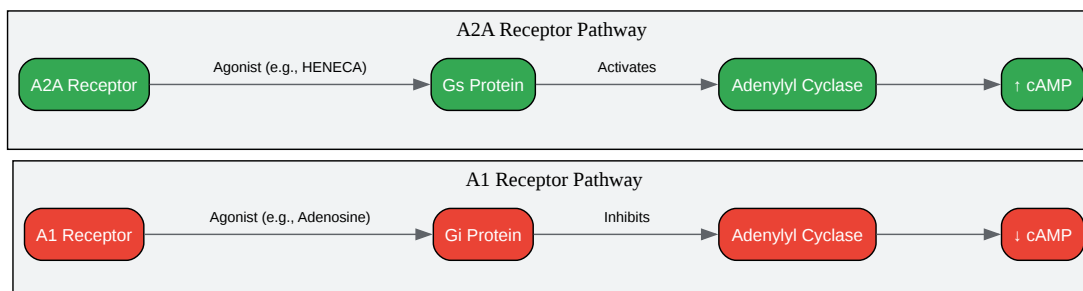 A2A Receptor Pathway
A2A Receptor
Agonist (e.g., HENECA)
Gs Protein
Activates
Adenylyl Cyclase
↑ cAMP
A1 Receptor Pathway
A1 Receptor
Agonist (e.g., Adenosine)
Gi Protein
Inhibits
Adenylyl Cyclase
↓ cAMP